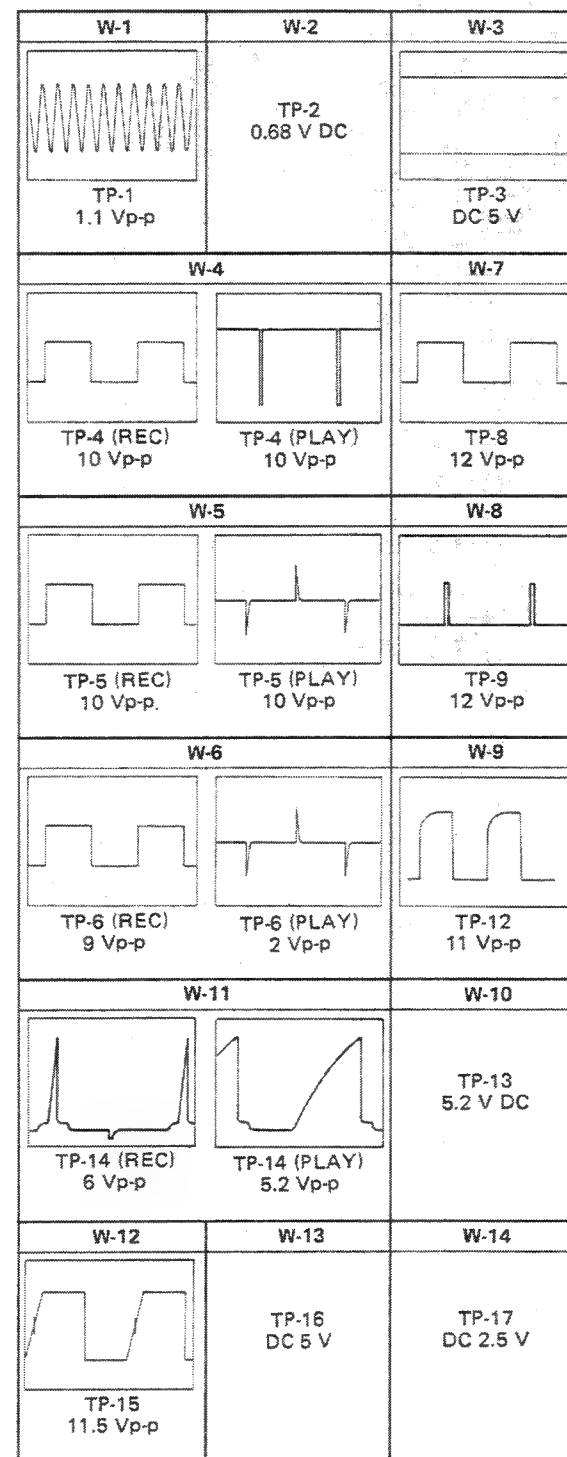 W-1 W-2 W-3
TP-1
1.1 Vp-p
TP-2
0.68 V DC
TP-3
DC 5 V
W-4 W-7
TP-4 (REC)
10 Vp-p
TP-4 (PLAY)
10 Vp-p
TP-8
12 Vp-p
W-5 W-8
TP-5 (REC)
10 Vp-p.
TP-5 (PLAY)
10 Vp-p
TP-9
12 Vp-p
W-6 W-9
TP-6 (REC)
9 Vp-p
TP-6 (PLAY)
2 Vp-p
TP-12
11 Vp-p
W-11 W-10
TP-14 (REC)
6 Vp-p
TP-14 (PLAY)
5.2 Vp-p
TP-13
5.2 V DC
W-12 W-13 W-14
TP-15
11.5 Vp-p
TP-16
DC 5 V
TP-17
DC 2.5 V